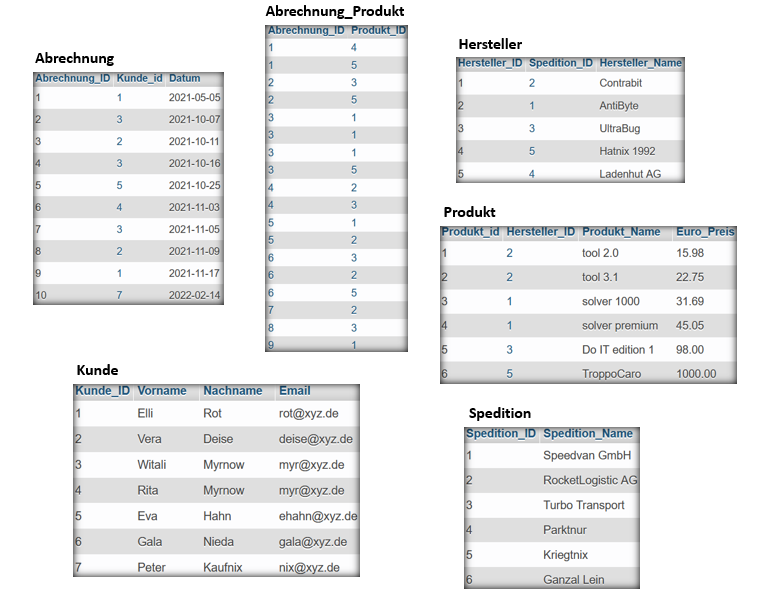 Abrechnung
Abrechnung_ID Kunde_id Datum
1 1 2021-05-05
2 3 2021-10-07
3 2 2021-10-11
4 3 2021-10-16
5 5 2021-10-25
6 4 2021-11-03
7 3 2021-11-05
8 2 2021-11-09
9 1 2021-11-17
10 7 2022-02-14
Abrechnung_Produkt
Abrechnung_ID Produkt_ID
1 4
1 5
2 3
2 5
3 1
3 1
3 1
3 5
4 2
4 3
5 1
5 2
6 3
6 2
6 5
7 2
8 3
9 1
Hersteller
Hersteller_ID Spedition_ID Hersteller_Name
1 2 Contrabit
2 1 AntiByte
3 3 UltraBug
4 5 Hatnix 1992
5 4 Ladenhut AG
Produkt
Produkt_id Hersteller_ID Produkt_Name Euro_Preis
1 2 tool 2.0 15.98
2 2 tool 3.1 22.75
3 1 solver 1000 31.69
4 1 solver premium 45.05
5 3 Do IT edition 1 98.00
6 5 TroppoCaro 1000.00
Kunde
Kunde_ID Vorname Nachname Email
1 Elli Rot rot@xyz.de
2 Vera Deise deise@xyz.de
3 Witali Myrnow myr@xyz.de
4 Rita Myrnow myr@xyz.de
5 Eva Hahn ehahn@xyz.de
6 Gala Nieda gala@xyz.de
7 Peter Kaufnix nix@xyz.de
Spedition
Spedition_ID Spedition_Name
1 Speedvan GmbH
2 RocketLogistic AG
3 Turbo Transport
4 Parktnur
5 Kriegtnix
6 Ganzal Lein